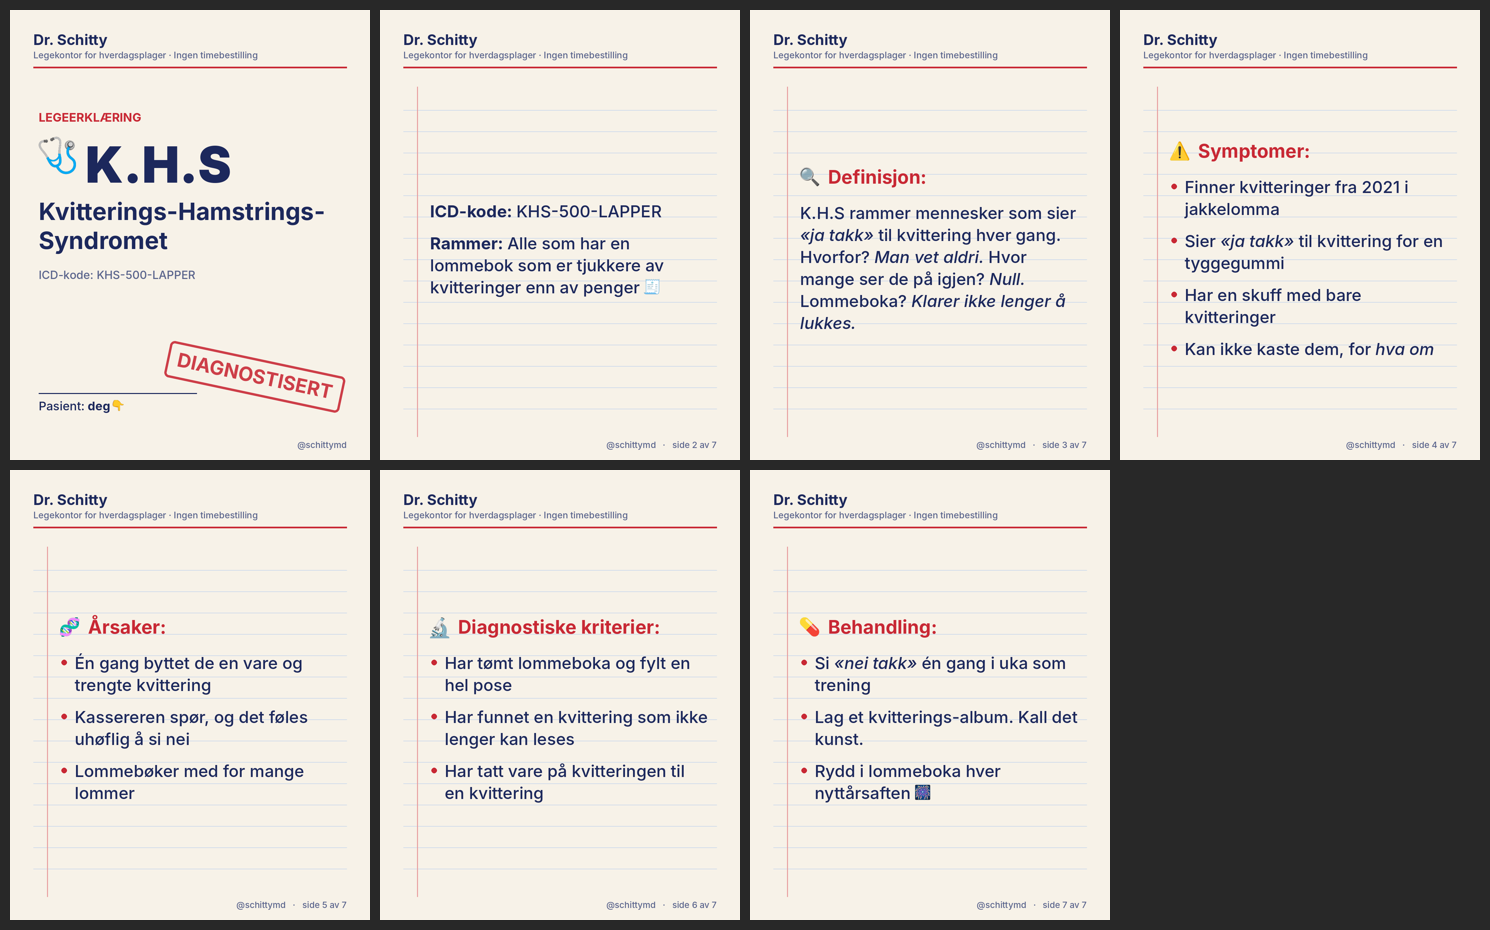 Dr. Schitty
Legekontor for hverdagsplager · Ingen timebestilling
LEGEERKLÆRING
🩺 K.H.S
Kvitterings-Hamstrings-
Syndromet
ICD-kode: KHS-500-LAPPER
DIAGNOSTISERT
Pasient: deg👇
@schittymd
Dr. Schitty
Legekontor for hverdagsplager · Ingen timebestilling
ICD-kode: KHS-500-LAPPER
Rammer: Alle som har en
lommebok som er tjukkere av
kvitteringer enn av penger 🧾
@schittymd · side 2 av 7
Dr. Schitty
Legekontor for hverdagsplager · Ingen timebestilling
🔍 Definisjon:
K.H.S rammer mennesker som sier
«ja takk» til kvittering hver gang.
Hvorfor? Man vet aldri. Hvor
mange ser de på igjen? Null.
Lommeboka? Klarer ikke lenger å
lukkes.
@schittymd · side 3 av 7
Dr. Schitty
Legekontor for hverdagsplager · Ingen timebestilling
⚠️ Symptomer:
• Finner kvitteringer fra 2021 i
jakkelomma
• Sier «ja takk» til kvittering for en
tyggegummi
• Har en skuff med bare
kvitteringer
• Kan ikke kaste dem, for hva om
@schittymd · side 4 av 7
Dr. Schitty
Legekontor for hverdagsplager · Ingen timebestilling
🧬 Årsaker:
• Én gang byttet de en vare og
trengte kvittering
• Kassereren spør, og det føles
uhøflig å si nei
• Lommebøker med for mange
lommer
@schittymd · side 5 av 7
Dr. Schitty
Legekontor for hverdagsplager · Ingen timebestilling
🔬 Diagnostiske kriterier:
• Har tømt lommeboka og fylt en
hel pose
• Har funnet en kvittering som ikke
lenger kan leses
• Har tatt vare på kvitteringen til
en kvittering
@schittymd · side 6 av 7
Dr. Schitty
Legekontor for hverdagsplager · Ingen timebestilling
💊 Behandling:
• Si «nei takk» én gang i uka som
trening
• Lag et kvitterings-album. Kall det
kunst.
• Rydd i lommeboka hver
nyttårsaften 🎆
@schittymd · side 7 av 7